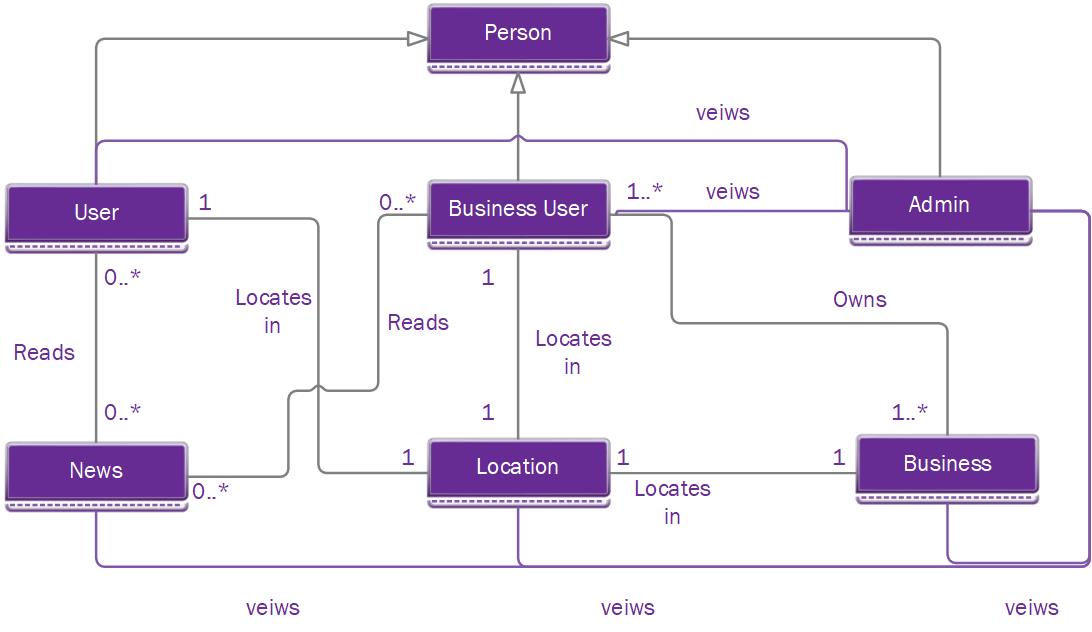 Person
veiws
User
1
0..*
Business User
1..*
veiws
Admin
0..*
1
Locates
in
Reads
Owns
Reads
Locates
in
0..*
1
1..*
News
1
Location
1
1
Business
0..*
Locates
in
veiws
veiws
veiws